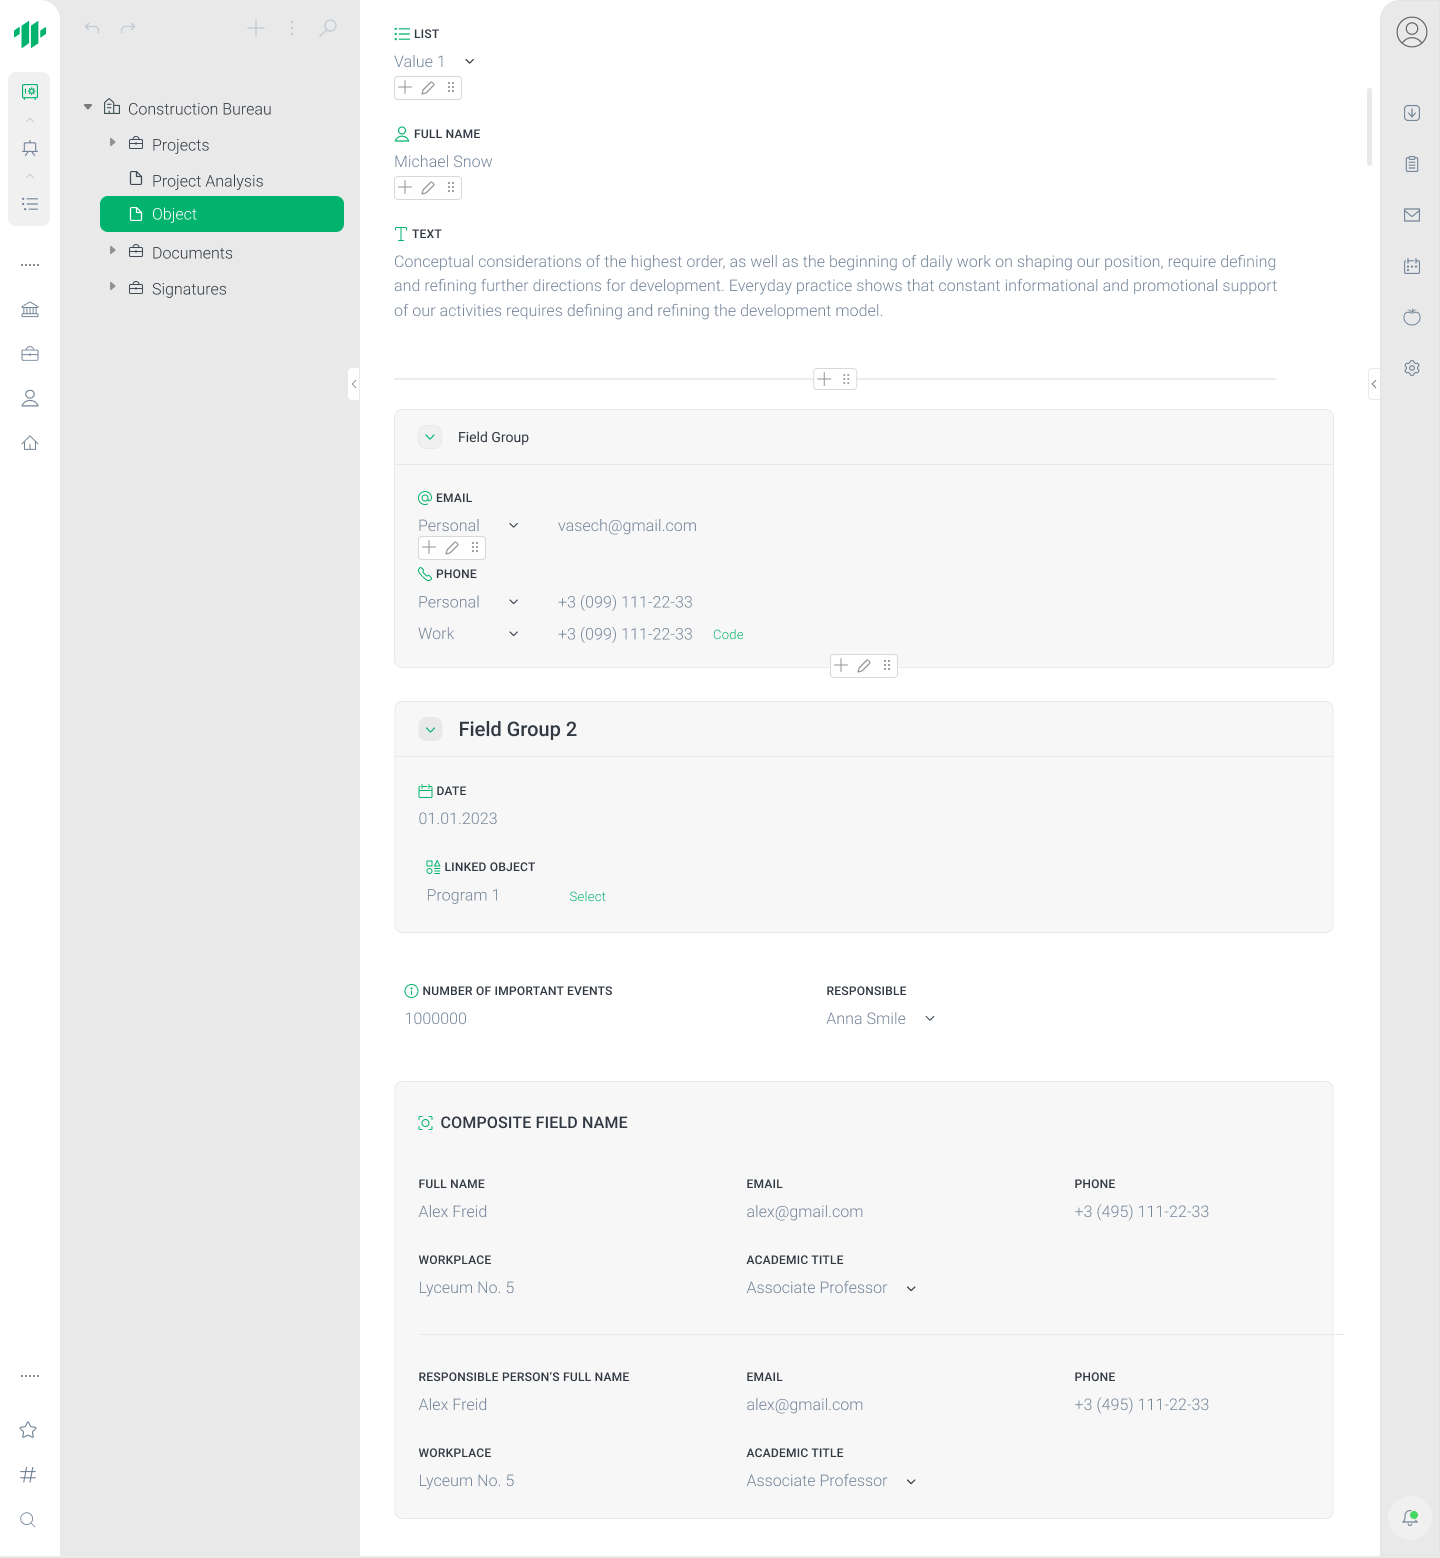 Construction Bureau
Projects
Project Analysis
Object
Documents
Signatures
LIST
Value 1
FULL NAME
Michael Snow
TEXT
Conceptual considerations of the highest order, as well as the beginning of daily work on shaping our position, require defining
and refining further directions for development. Everyday practice shows that constant informational and promotional support
of our activities requires defining and refining the development model.
Field Group
EMAIL
Personal vasech@gmail.com
PHONE
Personal +3 (099) 111-22-33
Work +3 (099) 111-22-33 Code
Field Group 2
DATE
01.01.2023
LINKED OBJECT
Program 1 Select
NUMBER OF IMPORTANT EVENTS RESPONSIBLE
1000000 Anna Smile
COMPOSITE FIELD NAME
FULL NAME EMAIL PHONE
Alex Freid alex@gmail.com +3 (495) 111-22-33
WORKPLACE ACADEMIC TITLE
Lyceum No. 5 Associate Professor
RESPONSIBLE PERSON’S FULL NAME EMAIL PHONE
Alex Freid alex@gmail.com +3 (495) 111-22-33
WORKPLACE ACADEMIC TITLE
Lyceum No. 5 Associate Professor